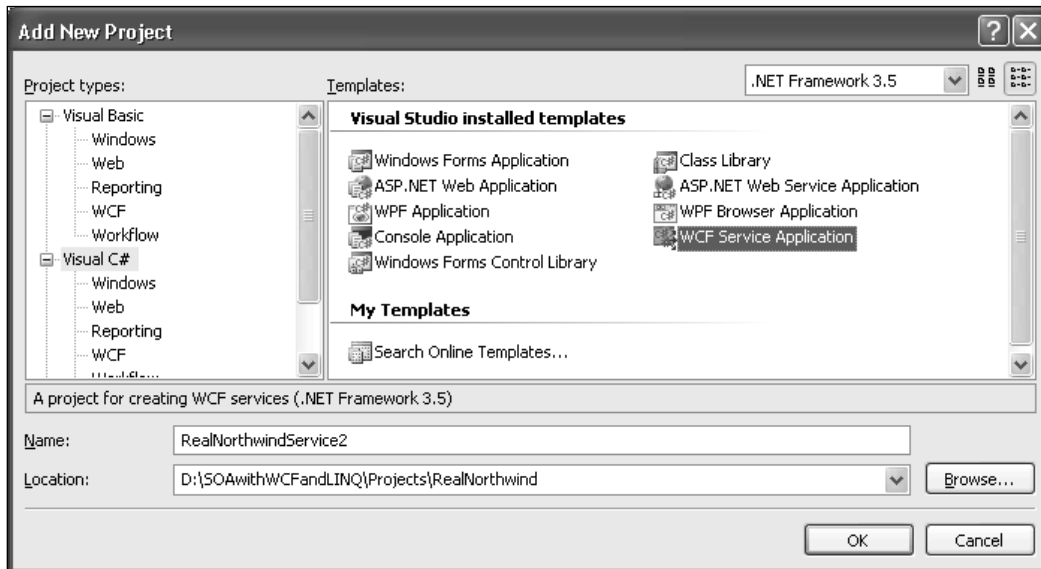 Add New Project
Project types:
Templates:
.NET Framework 3.5
Visual Basic
Windows
Web
Reporting
WCF
Workflow
Visual C#
Windows
Web
Reporting
WCF
Visual Studio installed templates
Windows Forms Application
Class Library
ASP.NET Web Application
ASP.NET Web Service Application
WPF Application
WPF Browser Application
Console Application
WCF Service Application
Windows Forms Control Library
My Templates
Search Online Templates...
A project for creating WCF services (.NET Framework 3.5)
Name:
RealNorthwindService2
Location:
D:\SOAwithWCFandLINQ\Projects\RealNorthwind
Browse...
OK
Cancel